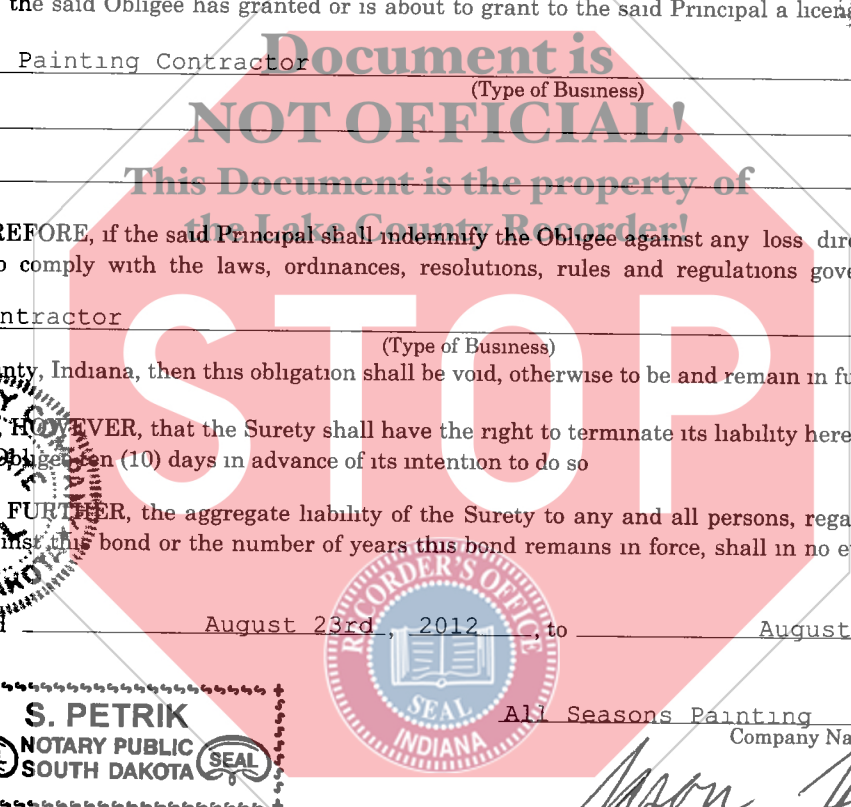 the said Obligee has granted or is about to grant to the said Principal a
Painting Contractor
Document is
(Type of Business)
NOT OFFICIAL!
This Document is the property of
the Lake County Recorder!
REFORE, if the said Principal shall indemnify the Obligee against any loss
comply with the laws, ordinances, resolutions, rules and regulations
ntractor
STOP
(Type of Business)
nty, Indiana, then this obligation shall be void, otherwise to be and remain in
HOWEVER, that the Surety shall have the right to terminate its liability
Obligee ten (10) days in advance of its intention to do so
FURTHER, the aggregate liability of the Surety to any and all persons,
inst this bond or the number of years this bond remains in force, shall in no
RECORDER'S OFFICE
SEAL
INDIANA
August 23rd, 2012, to August
S. PETRIK
NOTARY PUBLIC
SOUTH DAKOTA
SEAL
All Seasons Painting
Company Na
Jason